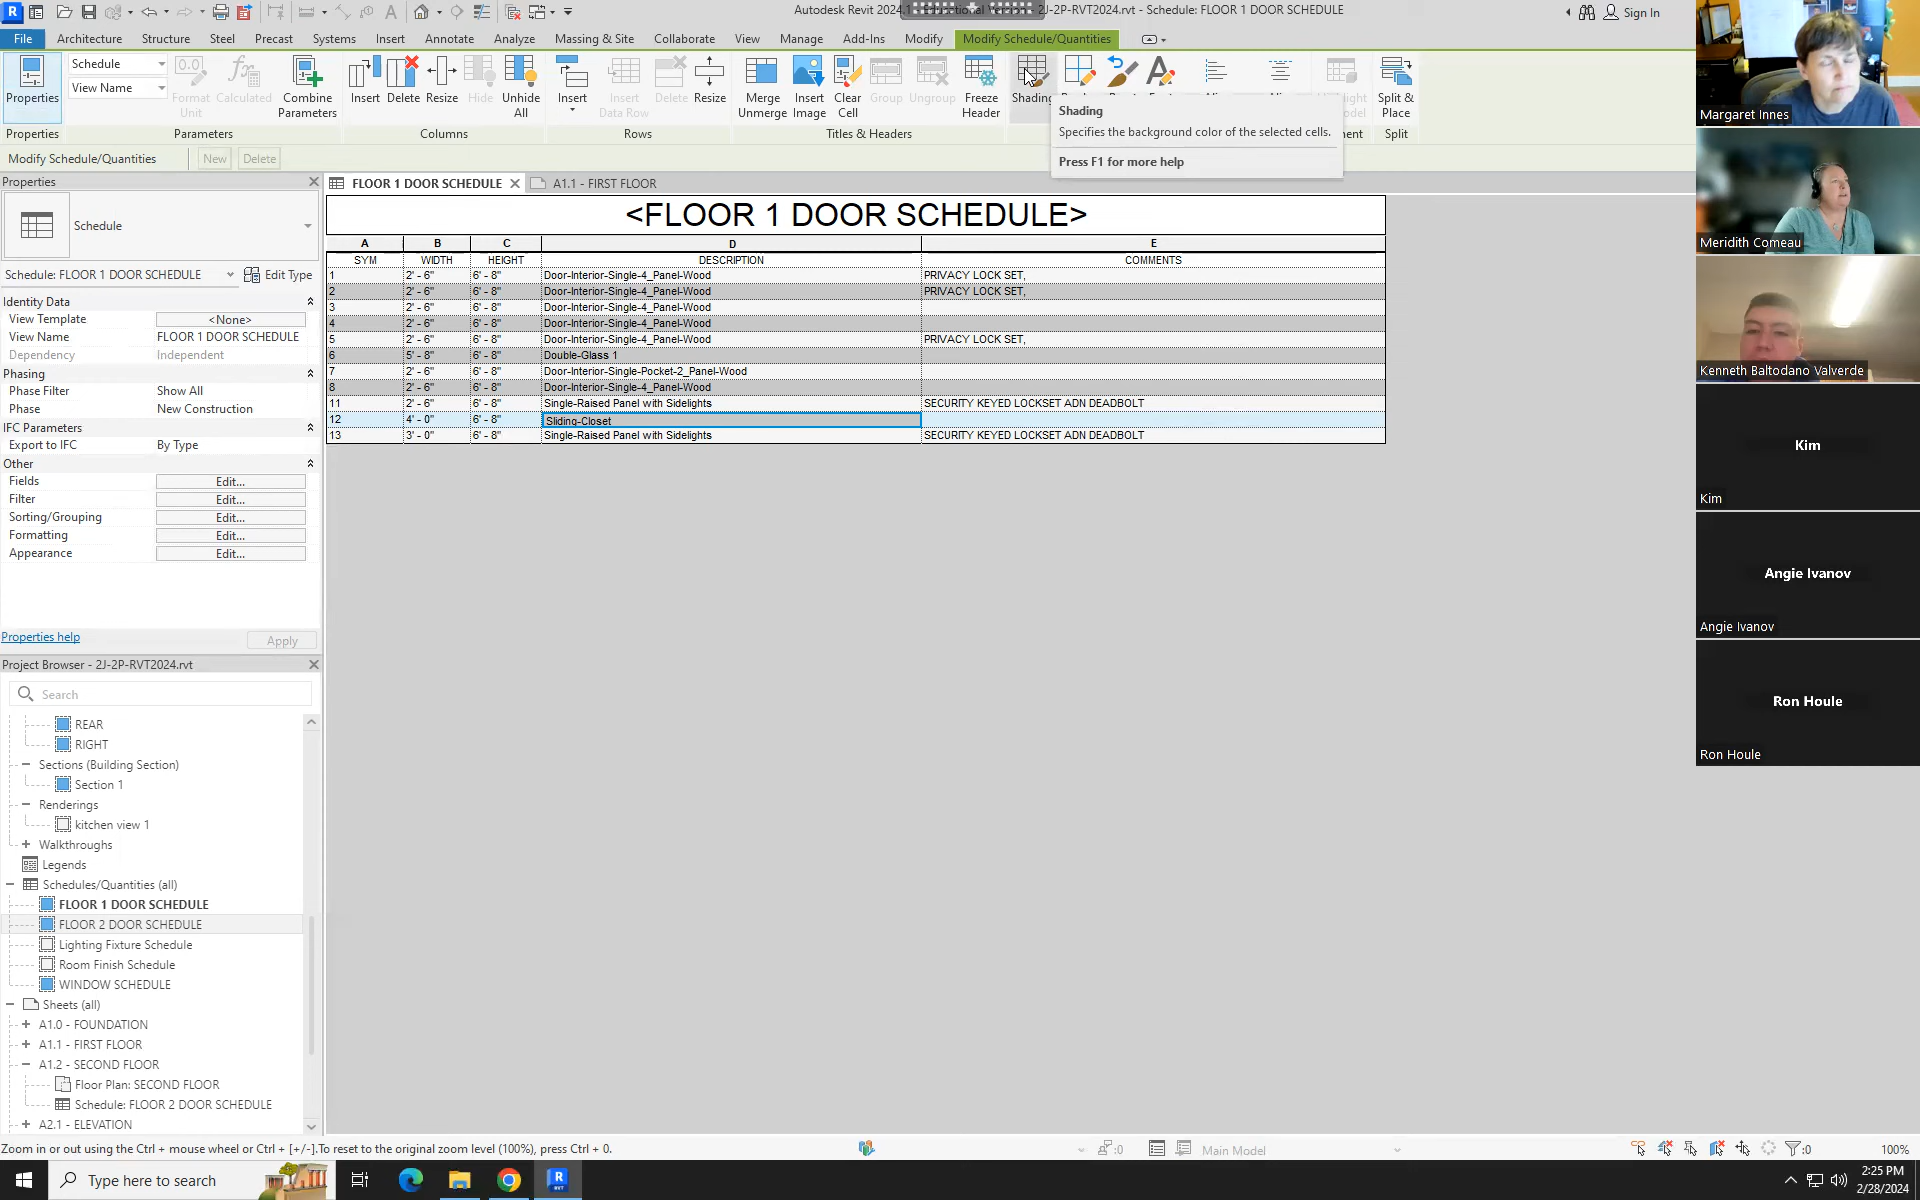 Autodesk Revit 2024.1 - Educational Version - 2J-2P-RVT2024.rvt - Schedule: FLOOR 1 DOOR SCHEDULE
Sign In
File Architecture Structure Steel Precast Systems Insert Annotate Analyze Massing & Site Collaborate View Manage Add-Ins Modify Modify Schedule/Quantities
Schedule
View Name
Properties
Format Unit
Calculated
Combine Parameters
Insert
Delete
Resize
Hide
Unhide All
Insert
Insert Data Row
Delete
Resize
Merge Unmerge
Insert Image
Clear Cell
Group
Ungroup
Freeze Header
Shading
Split & Place
Properties Parameters Columns Rows Titles & Headers Split
Shading
Specifies the background color of the selected cells.
Press F1 for more help
Modify Schedule/Quantities New Delete
Properties
Schedule
Schedule: FLOOR 1 DOOR SCHEDULE Edit Type
Identity Data
View Template <None>
View Name FLOOR 1 DOOR SCHEDULE
Dependency Independent
Phasing
Phase Filter Show All
Phase New Construction
IFC Parameters
Export to IFC By Type
Other
Fields Edit...
Filter Edit...
Sorting/Grouping Edit...
Formatting Edit...
Appearance Edit...
Properties help Apply
Project Browser - 2J-2P-RVT2024.rvt
Search
REAR
RIGHT
Sections (Building Section)
Section 1
Renderings
kitchen view 1
Walkthroughs
Legends
Schedules/Quantities (all)
FLOOR 1 DOOR SCHEDULE
FLOOR 2 DOOR SCHEDULE
Lighting Fixture Schedule
Room Finish Schedule
WINDOW SCHEDULE
Sheets (all)
A1.0 - FOUNDATION
A1.1 - FIRST FLOOR
A1.2 - SECOND FLOOR
Floor Plan: SECOND FLOOR
Schedule: FLOOR 2 DOOR SCHEDULE
A2.1 - ELEVATION
FLOOR 1 DOOR SCHEDULE
A1.1 - FIRST FLOOR
<FLOOR 1 DOOR SCHEDULE>
A B C D E
SYM WIDTH HEIGHT DESCRIPTION COMMENTS
1 2' - 6" 6' - 8" Door-Interior-Single-4_Panel-Wood PRIVACY LOCK SET,
2 2' - 6" 6' - 8" Door-Interior-Single-4_Panel-Wood PRIVACY LOCK SET,
3 2' - 6" 6' - 8" Door-Interior-Single-4_Panel-Wood
4 2' - 6" 6' - 8" Door-Interior-Single-4_Panel-Wood
5 2' - 6" 6' - 8" Door-Interior-Single-4_Panel-Wood PRIVACY LOCK SET,
6 5' - 8" 6' - 8" Double-Glass 1
7 2' - 6" 6' - 8" Door-Interior-Single-Pocket-2_Panel-Wood
8 2' - 6" 6' - 8" Door-Interior-Single-4_Panel-Wood
11 2' - 6" 6' - 8" Single-Raised Panel with Sidelights SECURITY KEYED LOCKSET ADN DEADBOLT
12 4' - 0" 6' - 8" Sliding-Closet
13 3' - 0" 6' - 8" Single-Raised Panel with Sidelights SECURITY KEYED LOCKSET ADN DEADBOLT
Margaret Innes
Meridith Comeau
Kenneth Baltodano Valverde
Kim
Kim
Angie Ivanov
Angie Ivanov
Ron Houle
Ron Houle
Zoom in or out using the Ctrl + mouse wheel or Ctrl + [+/-].To reset to the original zoom level (100%), press Ctrl + 0.
:0
Main Model
:0
100%
Type here to search
2:25 PM
2/28/2024